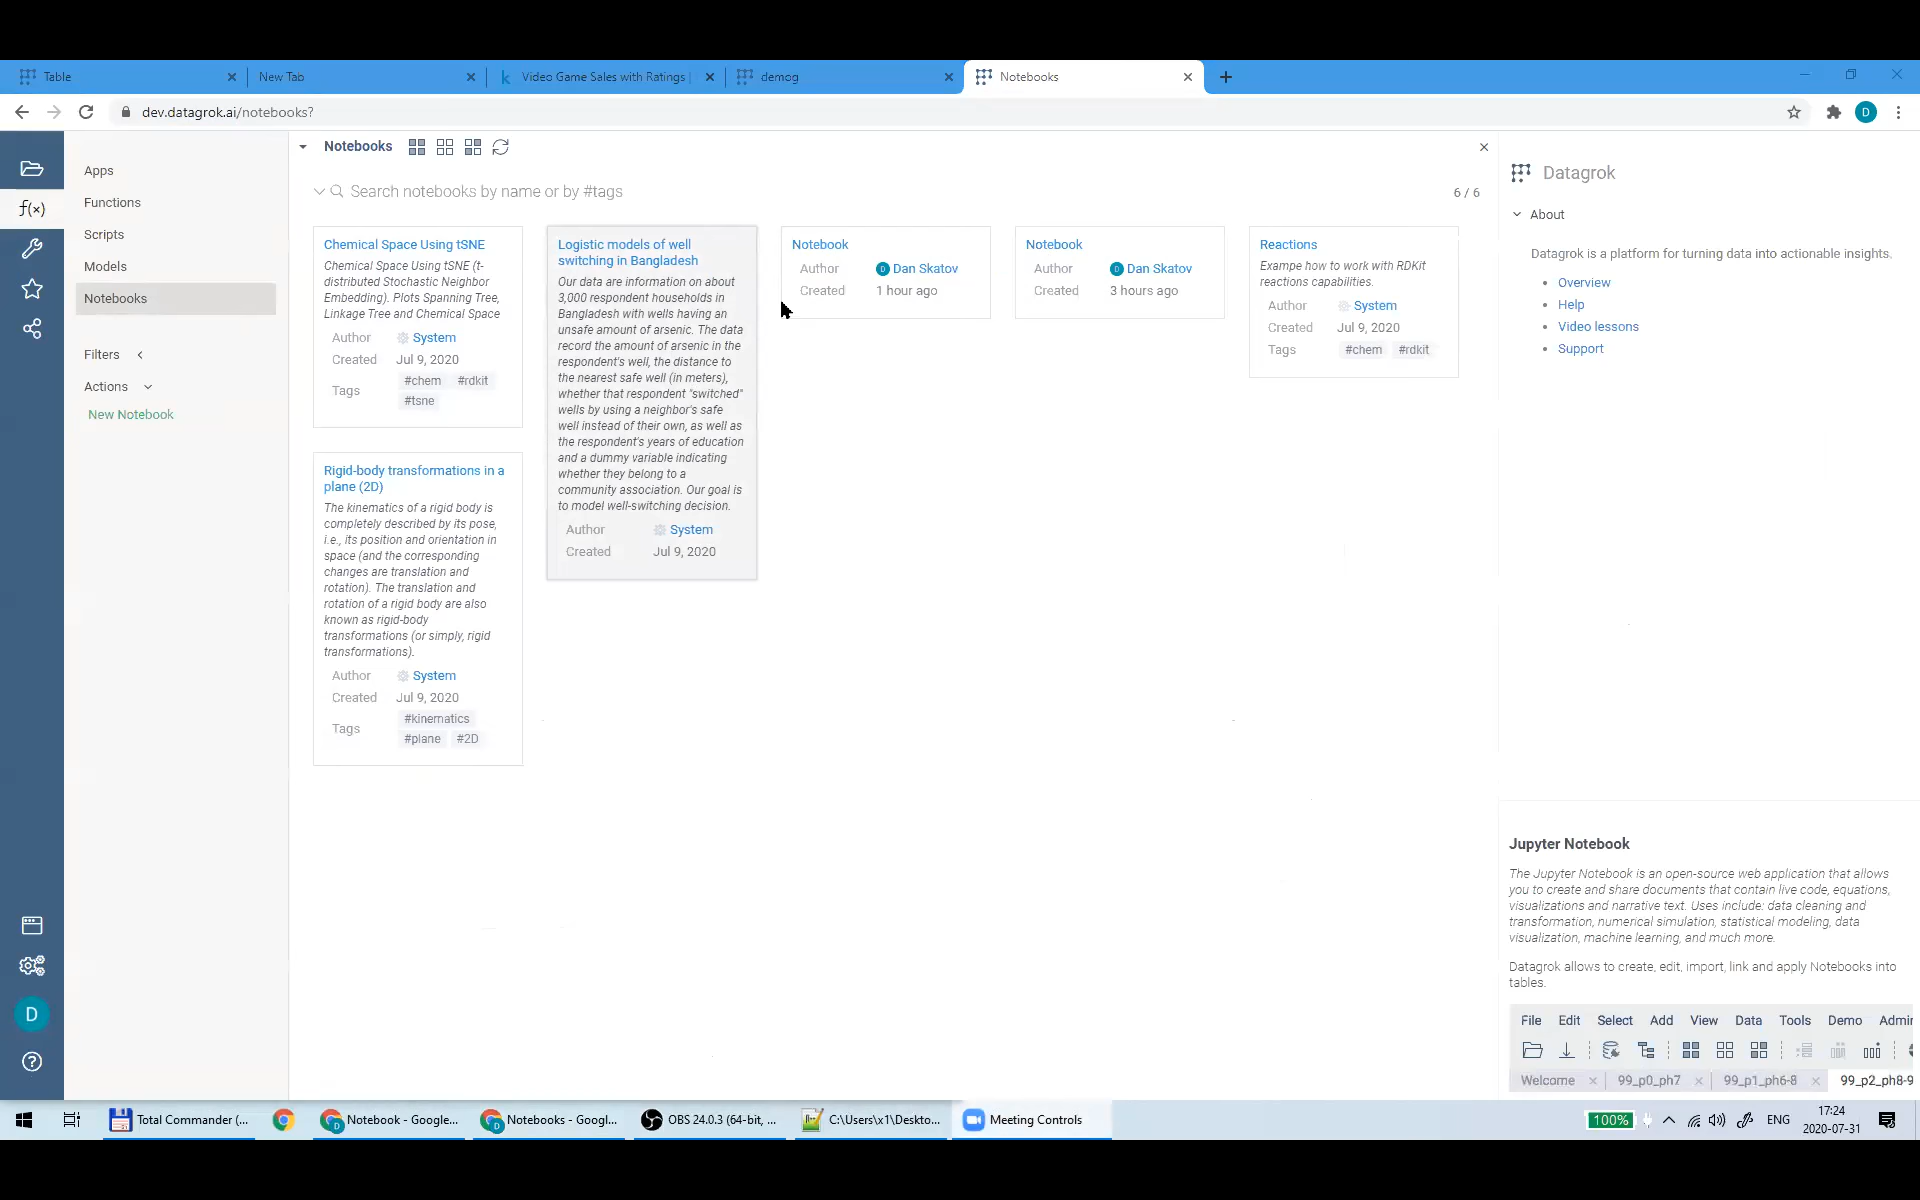 Table
New Tab
Video Game Sales with Ratings |
demog
Notebooks
dev.datagrok.ai/notebooks?
D
f(x)
Apps
Functions
Scripts
Models
Notebooks
Filters
Actions
New Notebook
D
Notebooks
Search notebooks by name or by #tags
6 / 6
Chemical Space Using tSNE
Chemical Space Using tSNE (t-
distributed Stochastic Neighbor
Embedding). Plots Spanning Tree,
Linkage Tree and Chemical Space
Author System
Created Jul 9, 2020
Tags #chem #rdkit
#tsne
Rigid-body transformations in a
plane (2D)
The kinematics of a rigid body is
completely described by its pose,
i.e., its position and orientation in
space (and the corresponding
changes are translation and
rotation). The translation and
rotation of a rigid body are also
known as rigid-body
transformations (or simply, rigid
transformations).
Author System
Created Jul 9, 2020
Tags #kinematics
#plane #2D
Logistic models of well
switching in Bangladesh
Our data are information on about
3,000 respondent households in
Bangladesh with wells having an
unsafe amount of arsenic. The data
record the amount of arsenic in the
respondent's well, the distance to
the nearest safe well (in meters),
whether that respondent "switched"
wells by using a neighbor's safe
well instead of their own, as well as
the respondent's years of education
and a dummy variable indicating
whether they belong to a
community association. Our goal is
to model well-switching decision.
Author System
Created Jul 9, 2020
Notebook
Author D Dan Skatov
Created 1 hour ago
Notebook
Author D Dan Skatov
Created 3 hours ago
Reactions
Exampe how to work with RDKit
reactions capabilities.
Author System
Created Jul 9, 2020
Tags #chem #rdkit
Datagrok
About
Datagrok is a platform for turning data into actionable insights.
• Overview
• Help
• Video lessons
• Support
Jupyter Notebook
The Jupyter Notebook is an open-source web application that allows
you to create and share documents that contain live code, equations,
visualizations and narrative text. Uses include: data cleaning and
transformation, numerical simulation, statistical modeling, data
visualization, machine learning, and much more.
Datagrok allows to create, edit, import, link and apply Notebooks into
tables.
File Edit Select Add View Data Tools Demo Admin
Welcome 99_p0_ph7 99_p1_ph6-8 99_p2_ph8-9
Total Commander (...
Notebook - Google...
Notebooks - Googl...
OBS 24.0.3 (64-bit, ...
C:\Users\x1\Deskto...
Meeting Controls
100%
ENG
17:24
2020-07-31